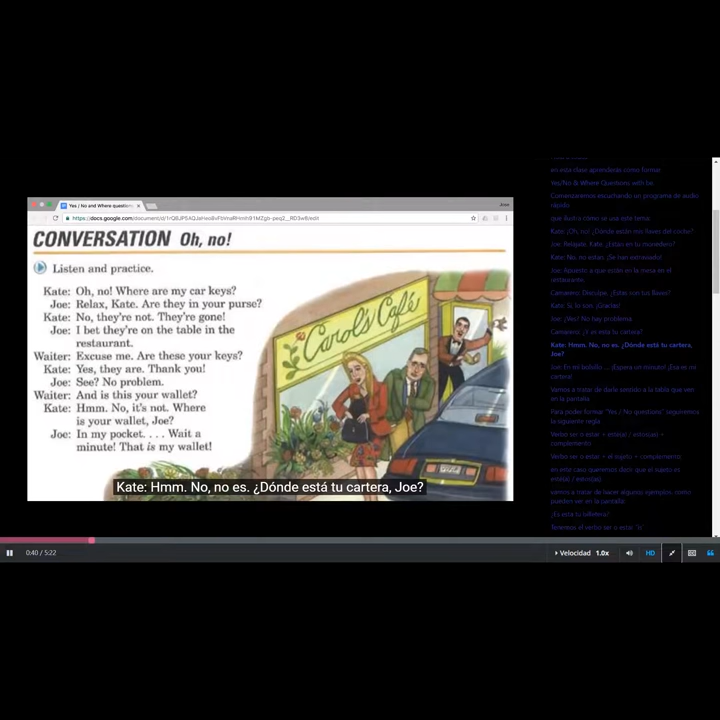 Yes / No and Where question
Jose
https://docs.google.com/document/d/
CONVERSATION Oh, no!
Listen and practice.
Kate: Oh, no! Where are my car keys?
Joe: Relax, Kate. Are they in your purse?
Kate: No, they're not. They're gone!
Joe: I bet they're on the table in the
restaurant.
Waiter: Excuse me. Are these your keys?
Kate: Yes, they are. Thank you!
Joe: See? No problem.
Waiter: And is this your wallet?
Kate: Hmm. No, it's not. Where
is your wallet, Joe?
Joe: In my pocket. . . . Wait a
minute! That is my wallet!
Carol's Café
Kate: Hmm. No, no es. ¿Dónde está tu cartera, Joe?
0:40 / 5:22
Velocidad 1.0x
HD
en esta clase aprenderás como formar
Yes/No & Where Questions with be.
Comenzaremos escuchando un programa de audio
rápido
que ilustra cómo se usa este tema.
Kate: ¡Oh, no! ¿Dónde están mis llaves del coche?
Joe: Relájate, Kate. ¿Están en tu monedero?
Kate: No, no están. ¡Se han extraviado!
Joe: Apuesto a que están en la mesa en el
restaurante.
Camarero: Disculpe, ¿Estas son tus llaves?
Kate: Sí, lo son. ¡Gracias!
Joe: ¿Ves? No hay problema.
Camarero: ¿Y es esta tu cartera?
Kate: Hmm. No, no es. ¿Dónde está tu cartera,
Joe?
Joe: En mi bolsillo ... ¡Espera un minuto! ¡Esa es mi
cartera!
Vamos a tratar de darle sentido a la tabla que ven
en la pantalla
Para poder formar "Yes / No questions" seguiremos
la siguiente regla
Verbo ser o estar + este(a) / estos(as) +
complemento
Verbo ser o estar + el sujeto + complemento
en este caso queremos decir que el sujeto es
este(a) / estos(as)
vamos a tratar de hacer algunos ejemplos, como
pueden ver en la pantalla
¿Es esta tu billetera?
Tenemos el verbo ser o estar "is"